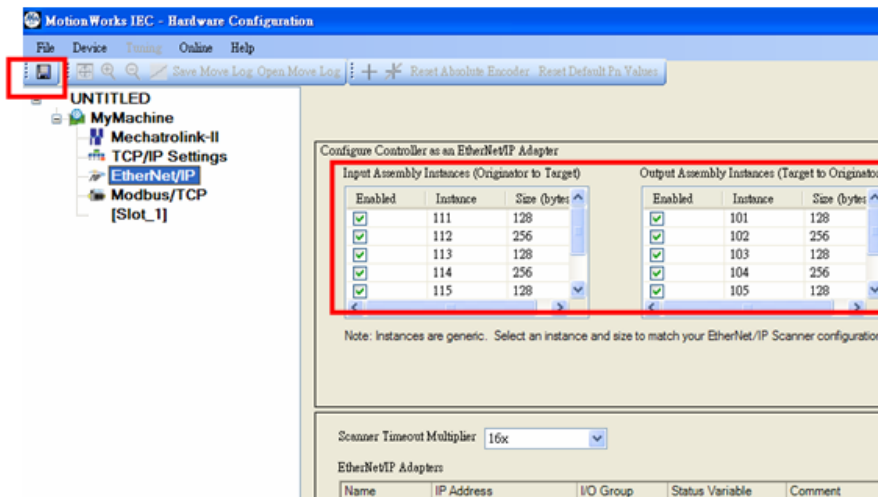 MotionWorks IEC - Hardware Configuration
File Device Tuning Online Help
Save Move Log Open Move Log Reset Absolute Encoder Reset Default Pn Values
UNTITLED
MyMachine
Mechatrolink-II
TCP/IP Settings
EtherNet/IP
Modbus/TCP
[Slot_1]
Configure Controller as an EtherNet/IP Adapter
Input Assembly Instances (Originator to Target) Output Assembly Instances (Target to Originator
Enabled Instance Size (bytes Enabled Instance Size (bytes
111 128 101 128
112 256 102 256
113 128 103 128
114 256 104 256
115 128 105 128
Note: Instances are generic. Select an instance and size to match your EtherNet/IP Scanner configuration
Scanner Timeout Multiplier 16x
EtherNet/IP Adapters
Name IP Address I/O Group Status Variable Comment